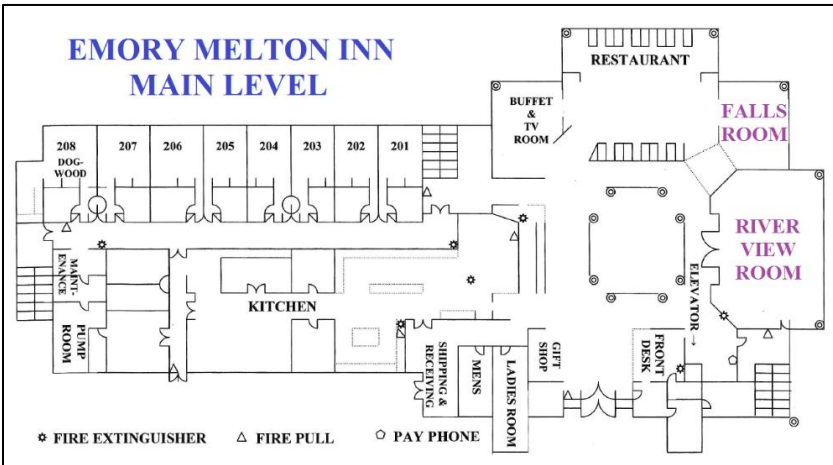 EMORY MELTON INN
MAIN LEVEL
RESTAURANT
BUFFET
&
TV
ROOM
FALLS
ROOM
208
DOG-
WOOD
207
206
205
204
203
202
201
RIVER
VIEW
ROOM
MAINT-
ENANCE
PUMP
ROOM
KITCHEN
ELEVATOR →
SHIPPING &
RECEIVING
MENS
LADIES ROOM
GIFT
SHOP
FRONT
DESK
FIRE EXTINGUISHER
FIRE PULL
PAY PHONE